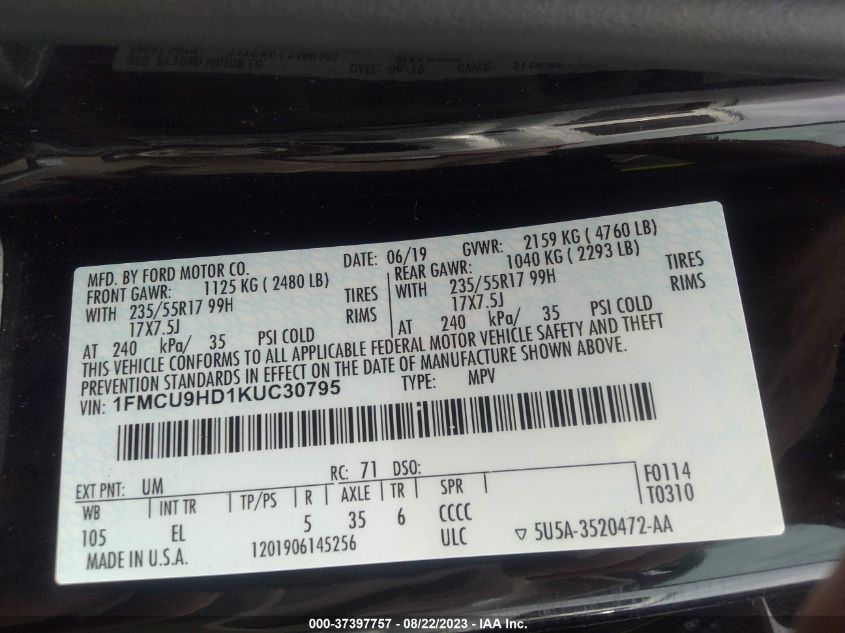 MFD. BY FORD MOTOR CO. DATE: 06/19 GVWR: 2159 KG ( 4760 LB)
FRONT GAWR: 1125 KG ( 2480 LB) REAR GAWR: 1040 KG ( 2293 LB)
WITH 235/55R17 99H TIRES WITH 235/55R17 99H TIRES
17X7.5J RIMS 17X7.5J RIMS
AT 240 kPa/ 35 PSI COLD AT 240 kPa/ 35 PSI COLD
THIS VEHICLE CONFORMS TO ALL APPLICABLE FEDERAL MOTOR VEHICLE SAFETY AND THEFT
PREVENTION STANDARDS IN EFFECT ON THE DATE OF MANUFACTURE SHOWN ABOVE.
VIN: 1FMCU9HD1KUC30795 TYPE: MPV
EXT PNT: UM RC: 71 DSO: F0114
WB INT TR TP/PS R AXLE TR SPR T0310
105 EL 5 35 6 CCCC
MADE IN U.S.A. 1201906145256 ULC ▽ 5U5A-3520472-AA
000-37397757 - 08/22/2023 - IAA Inc.